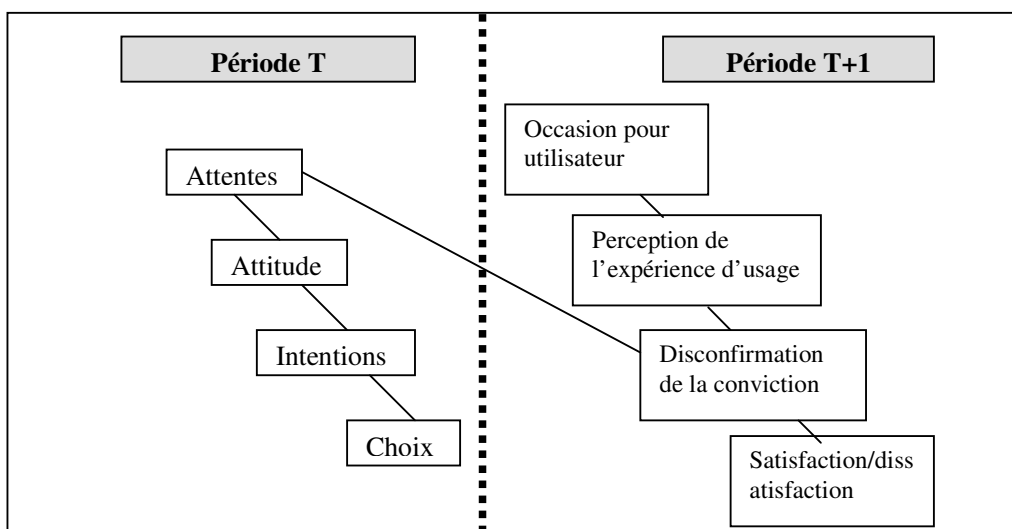 Période T
Attentes
Attitude
Intentions
Choix
Période T+1
Occasion pour
utilisateur
Perception de
l’expérience d’usage
Disconfirmation
de la conviction
Satisfaction/diss
atisfaction